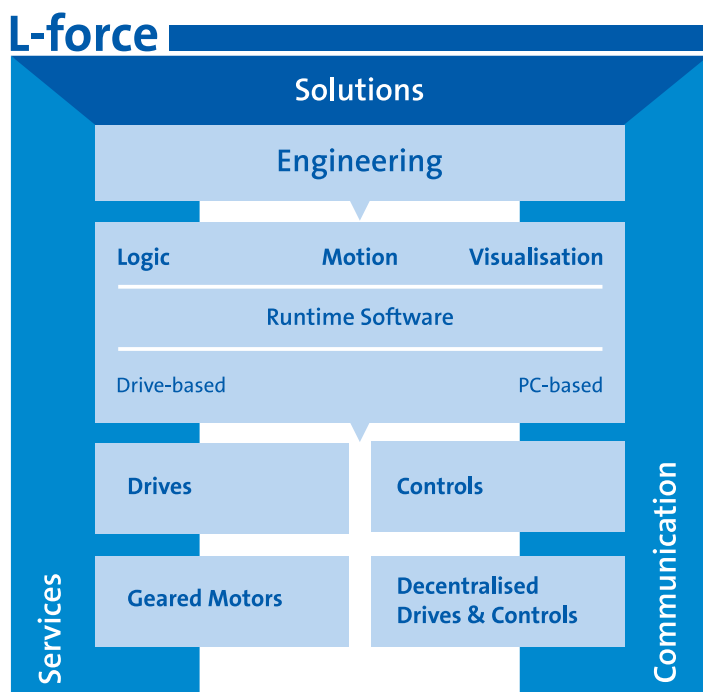 L-force
Solutions
Engineering
Logic Motion Visualisation
Runtime Software
Drive-based PC-based
Drives
Controls
Geared Motors
Decentralised
Drives & Controls
Services
Communication